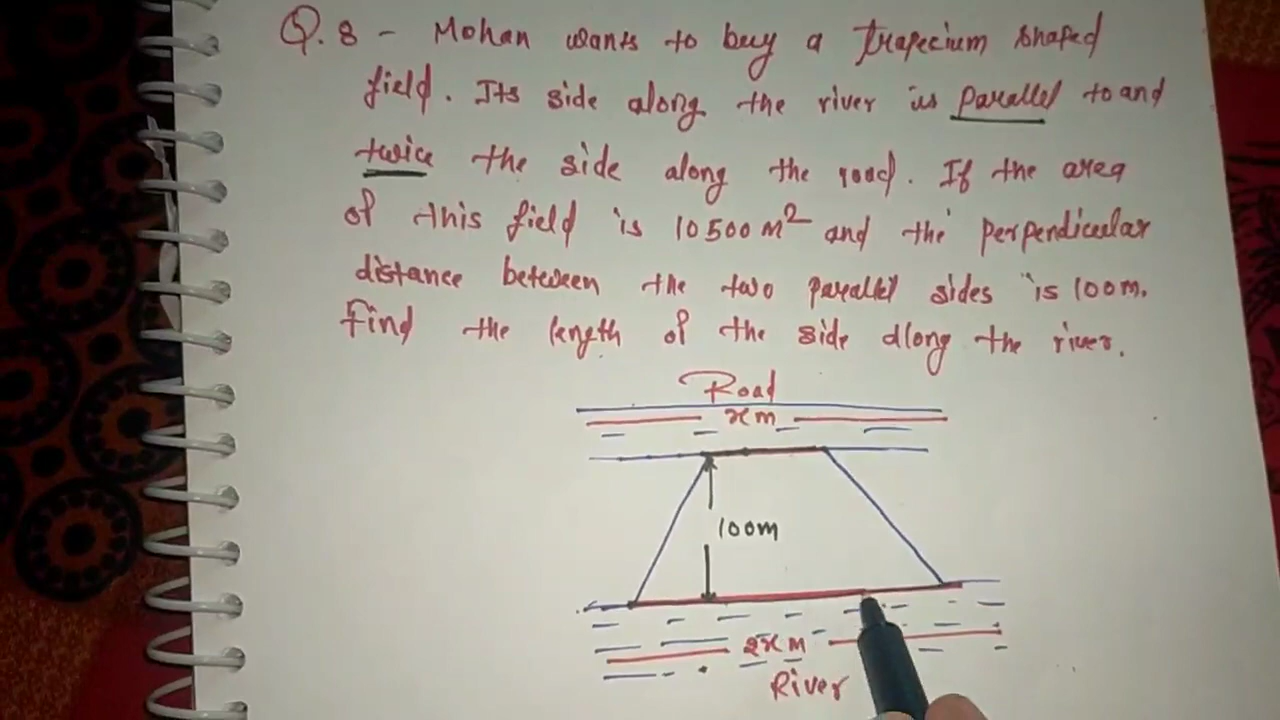 Q.8 - Mohan wants to buy a trapecium shaped
field. Its side along the river is parallel to and
twice the side along the road. If the area
of this field is 10500 m² and the perpendicular
distance between the two parallel sides is 100m.
Find the length of the side along the river.
Road
x m
100m
2x m
River